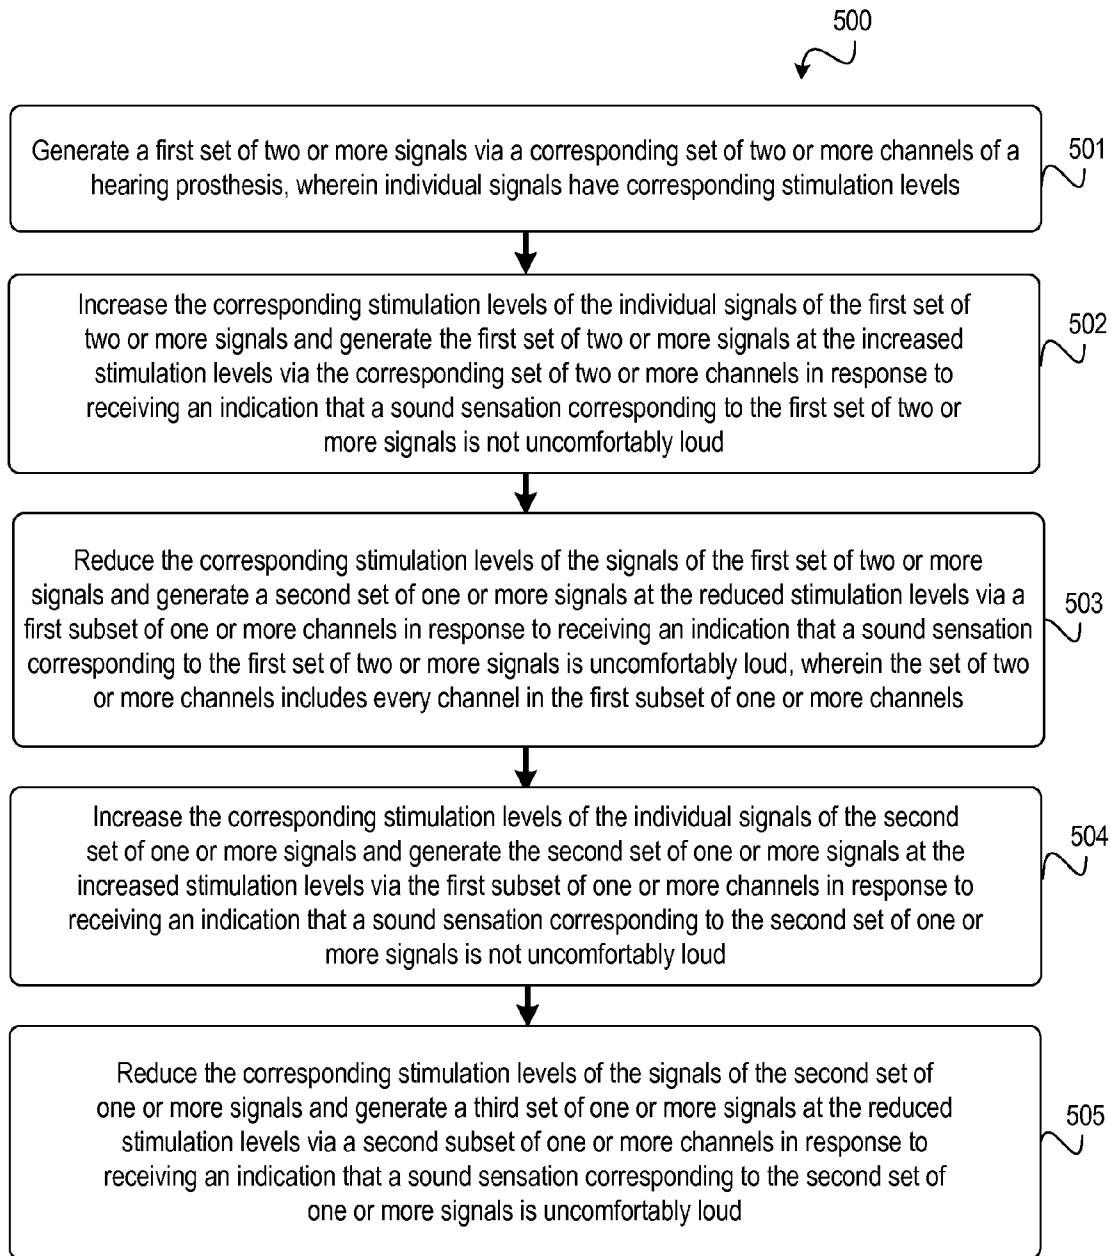 500
Generate a first set of two or more signals via a corresponding set of two or more channels of a
hearing prosthesis, wherein individual signals have corresponding stimulation levels
501
Increase the corresponding stimulation levels of the individual signals of the first set of
two or more signals and generate the first set of two or more signals at the increased
stimulation levels via the corresponding set of two or more channels in response to
receiving an indication that a sound sensation corresponding to the first set of two or
more signals is not uncomfortably loud
502
Reduce the corresponding stimulation levels of the signals of the first set of two or more
signals and generate a second set of one or more signals at the reduced stimulation levels via a
first subset of one or more channels in response to receiving an indication that a sound sensation
corresponding to the first set of two or more signals is uncomfortably loud, wherein the set of two
or more channels includes every channel in the first subset of one or more channels
503
Increase the corresponding stimulation levels of the individual signals of the second
set of one or more signals and generate the second set of one or more signals at the
increased stimulation levels via the first subset of one or more channels in response to
receiving an indication that a sound sensation corresponding to the second set of one or
more signals is not uncomfortably loud
504
Reduce the corresponding stimulation levels of the signals of the second set of
one or more signals and generate a third set of one or more signals at the reduced
stimulation levels via a second subset of one or more channels in response to
receiving an indication that a sound sensation corresponding to the second set of
one or more signals is uncomfortably loud
505